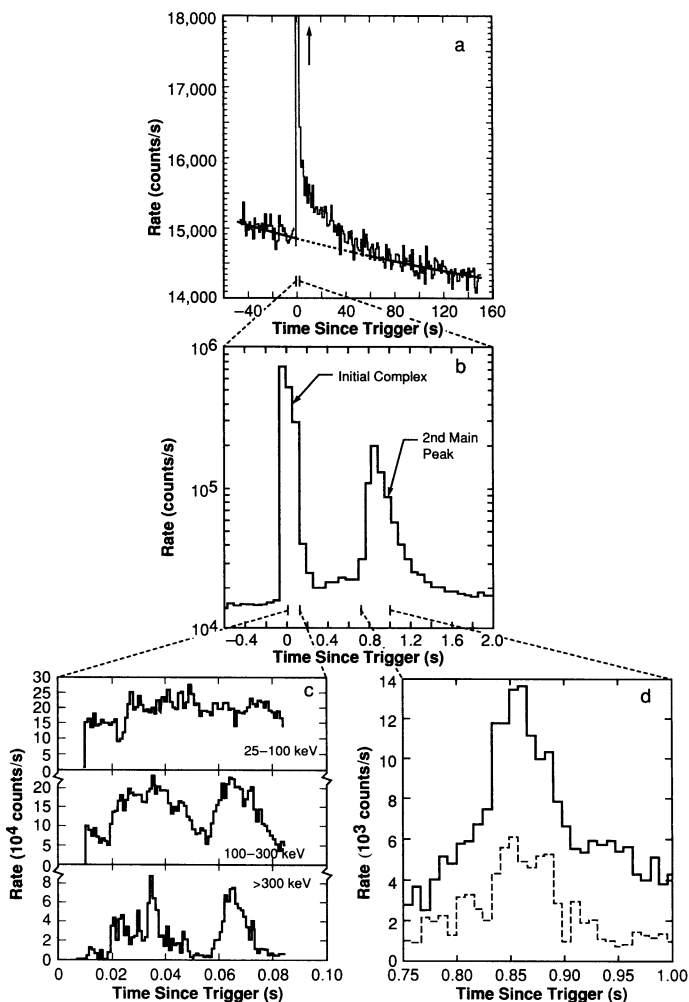 18,000
17,000
16,000
15,000
14,000
Rate (counts/s)
a
−40 0 40 80 120 160
Time Since Trigger (s)
10⁶
10⁵
10⁴
Rate (counts/s)
b
Initial Complex
2nd Main
Peak
−0.4 0 0.4 0.8 1.2 1.6 2.0
Time Since Trigger (s)
Rate (10⁴ counts/s)
30
25
20
15
10
5
0
c
25–100 keV
20
15
10
5
0
100–300 keV
8
6
4
2
0
>300 keV
0 0.02 0.04 0.06 0.08 0.10
Time Since Trigger (s)
Rate (10³ counts/s)
14
12
10
8
6
4
2
0
d
0.75 0.80 0.85 0.90 0.95 1.00
Time Since Trigger (s)